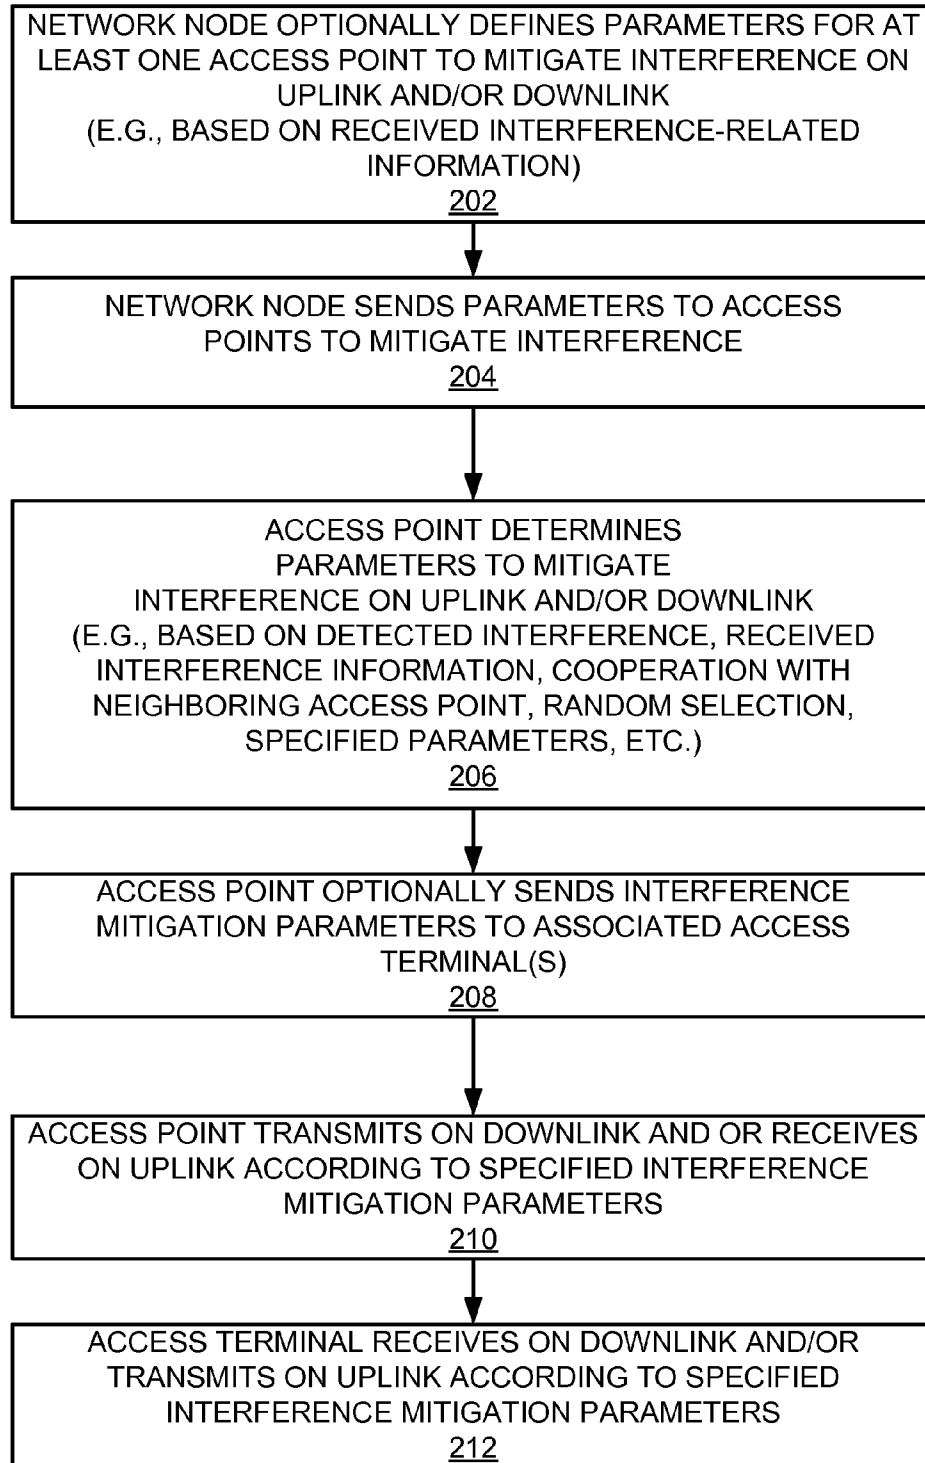 NETWORK NODE OPTIONALLY DEFINES PARAMETERS FOR AT
LEAST ONE ACCESS POINT TO MITIGATE INTERFERENCE ON
UPLINK AND/OR DOWNLINK
(E.G., BASED ON RECEIVED INTERFERENCE-RELATED
INFORMATION)
202
NETWORK NODE SENDS PARAMETERS TO ACCESS
POINTS TO MITIGATE INTERFERENCE
204
ACCESS POINT DETERMINES
PARAMETERS TO MITIGATE
INTERFERENCE ON UPLINK AND/OR DOWNLINK
(E.G., BASED ON DETECTED INTERFERENCE, RECEIVED
INTERFERENCE INFORMATION, COOPERATION WITH
NEIGHBORING ACCESS POINT, RANDOM SELECTION,
SPECIFIED PARAMETERS, ETC.)
206
ACCESS POINT OPTIONALLY SENDS INTERFERENCE
MITIGATION PARAMETERS TO ASSOCIATED ACCESS
TERMINAL(S)
208
ACCESS POINT TRANSMITS ON DOWNLINK AND OR RECEIVES
ON UPLINK ACCORDING TO SPECIFIED INTERFERENCE
MITIGATION PARAMETERS
210
ACCESS TERMINAL RECEIVES ON DOWNLINK AND/OR
TRANSMITS ON UPLINK ACCORDING TO SPECIFIED
INTERFERENCE MITIGATION PARAMETERS
212